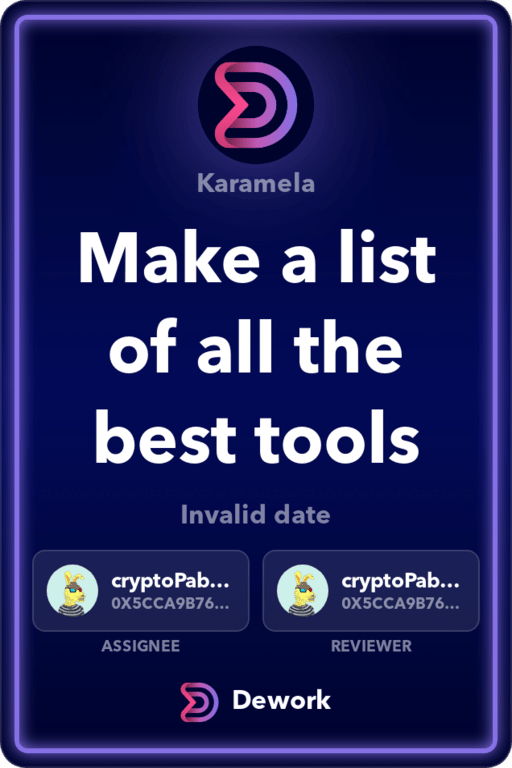 Karamela
Make a list
of all the
best tools
Invalid date
cryptoPab...
0X5CCA9B76...
ASSIGNEE
cryptoPab...
0X5CCA9B76...
REVIEWER
Dework